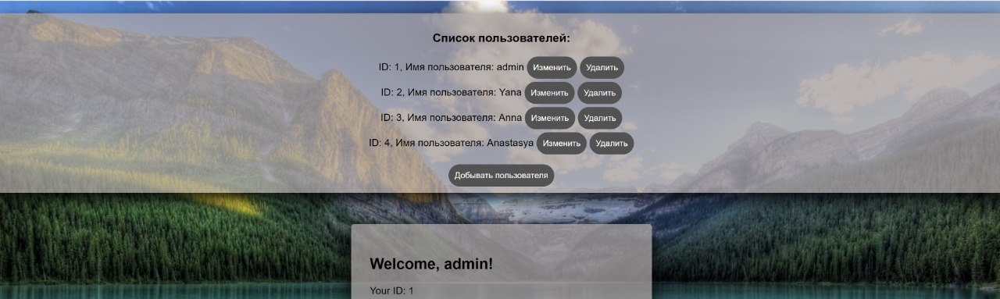 Список пользователей:
ID: 1, Имя пользователя: admin Изменить Удалить
ID: 2, Имя пользователя: Yana Изменить Удалить
ID: 3, Имя пользователя: Anna Изменить Удалить
ID: 4, Имя пользователя: Anastasya Изменить Удалить
Добывать пользователя
Welcome, admin!
Your ID: 1